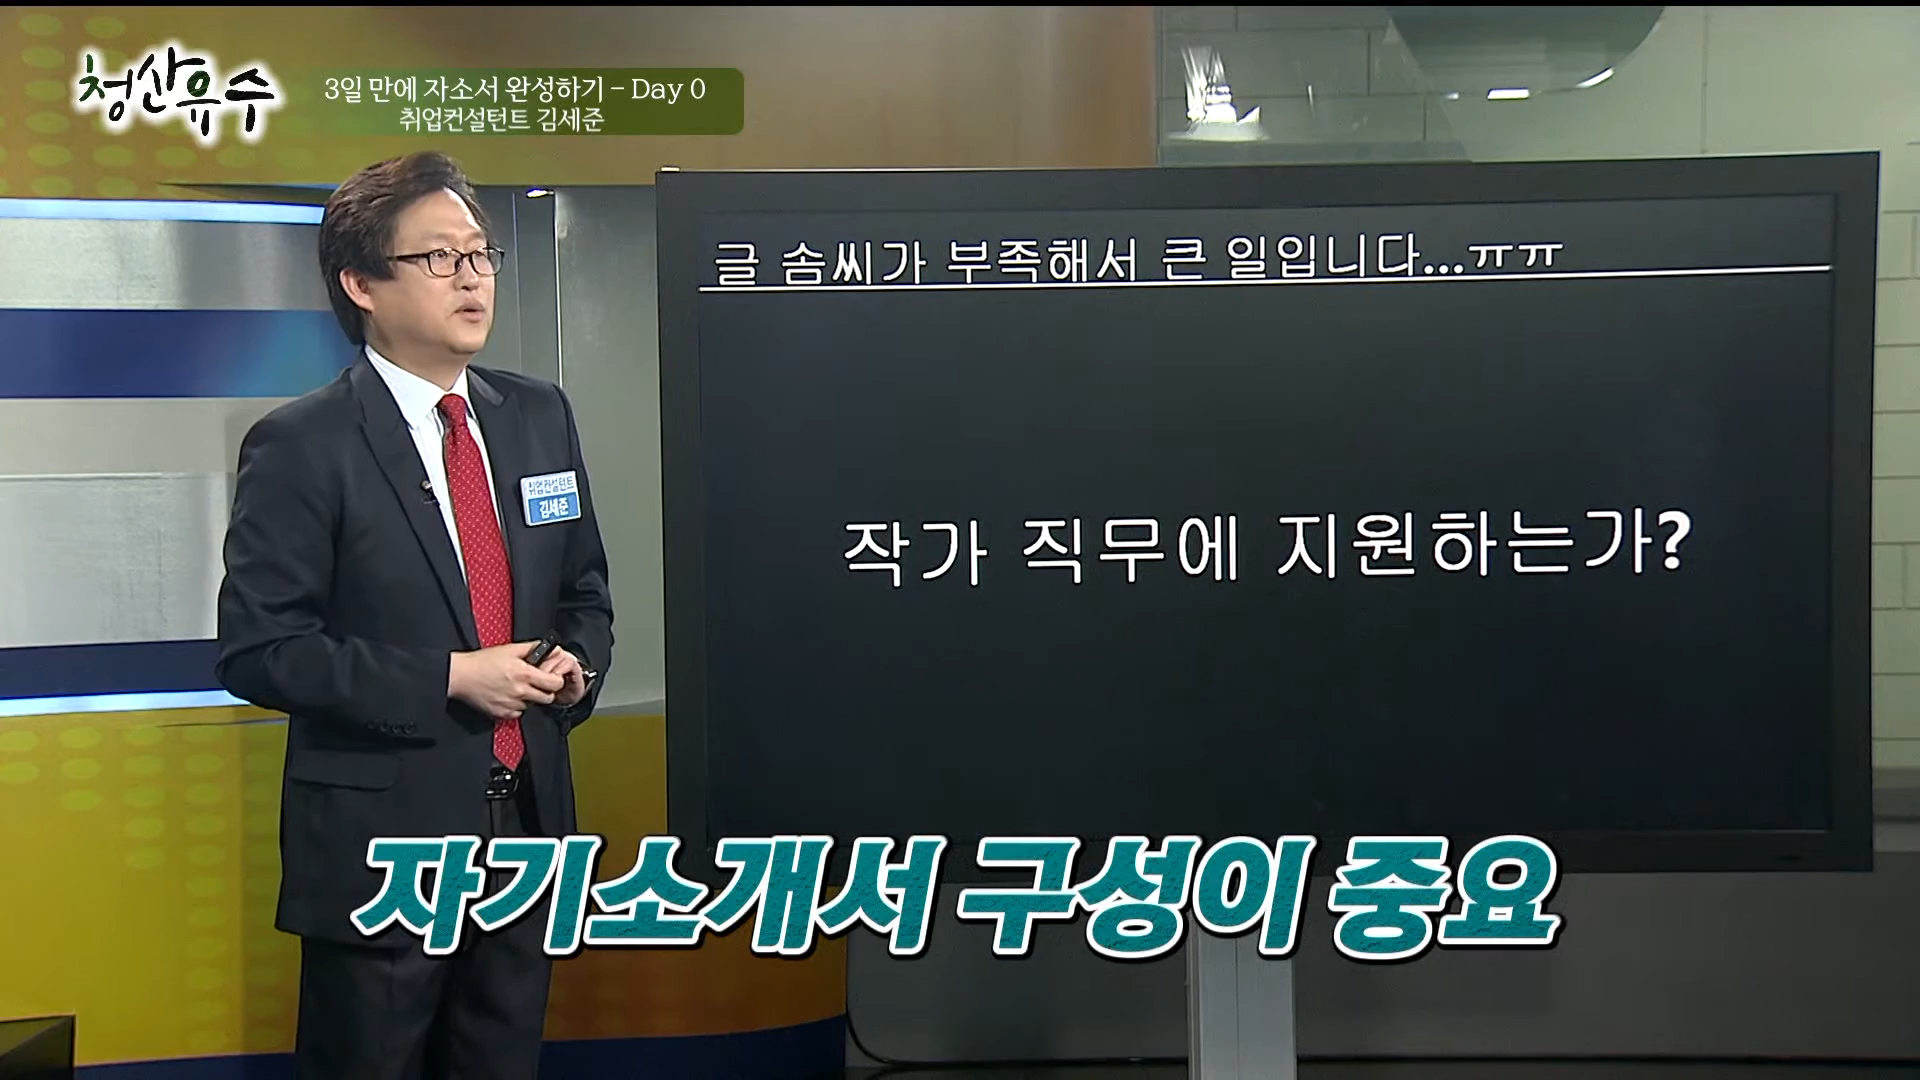 청산유수
3일 만에 자소서 완성하기 - Day 0
취업컨설턴트 김세준
글 솜씨가 부족해서 큰 일입니다...ㅠㅠ
작가 직무에 지원하는가?
취업컨설턴트
김세준
자기소개서 구성이 중요